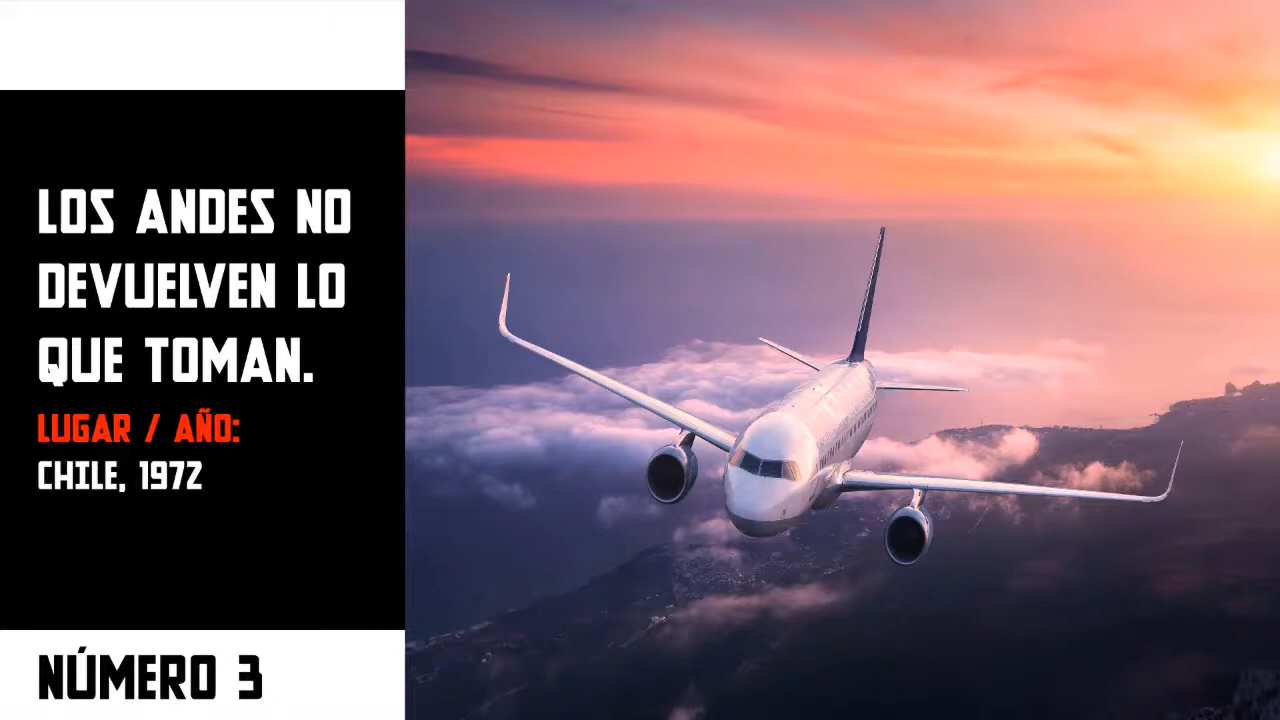 LOS ANDES NO
DEVUELVEN LO
QUE TOMAN.
LUGAR / AÑO:
CHILE, 1972
NÚMERO 3